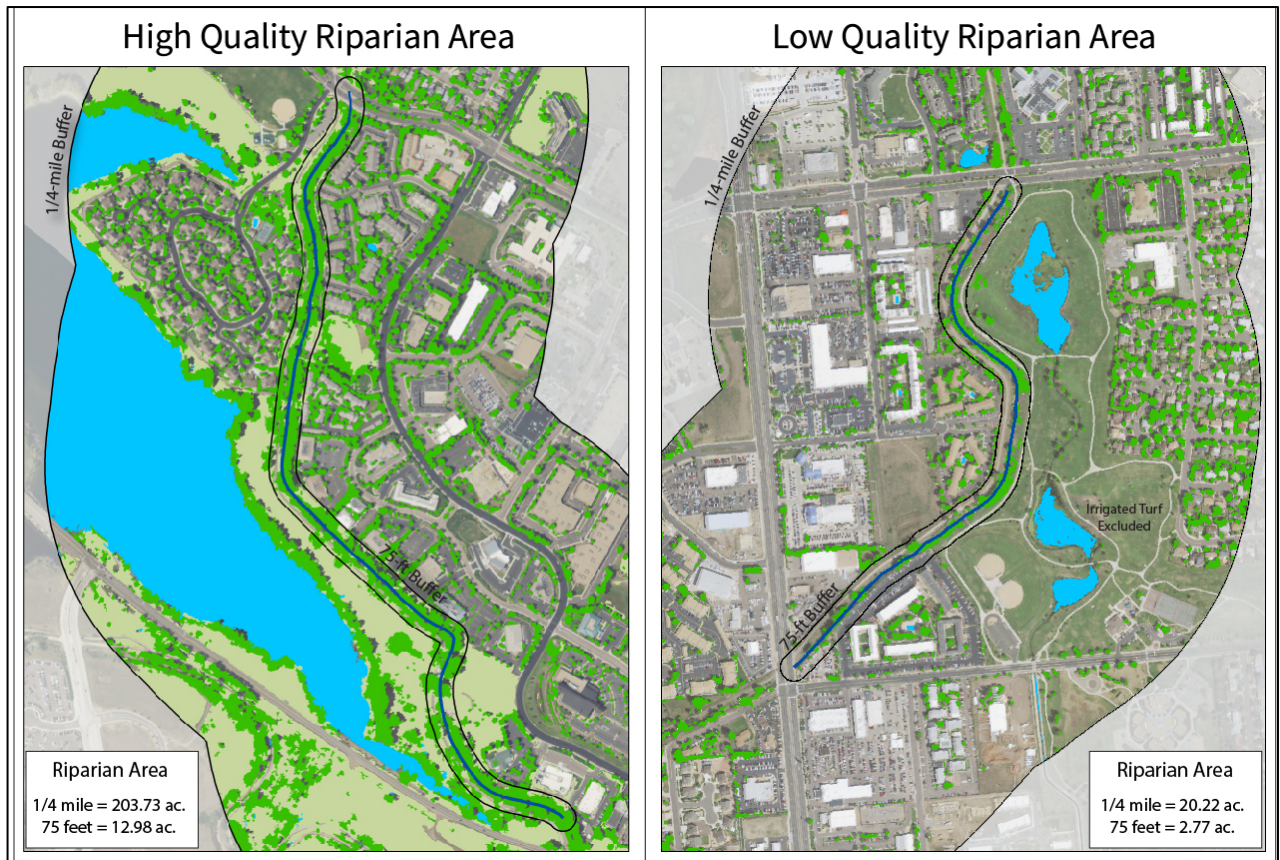 High Quality Riparian Area
1/4-mile Buffer
75-ft Buffer
Riparian Area
1/4 mile = 203.73 ac.
75 feet = 12.98 ac.
Low Quality Riparian Area
1/4-mile Buffer
Irrigated Turf
Excluded
75-ft Buffer
Riparian Area
1/4 mile = 20.22 ac.
75 feet = 2.77 ac.